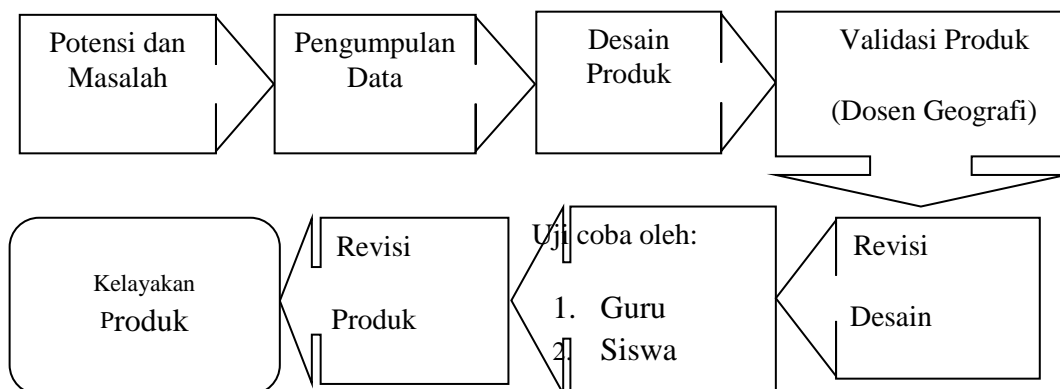 Potensi dan
Masalah
Pengumpulan
Data
Desain
Produk
Validasi Produk
(Dosen Geografi)
Revisi
Desain
Uji coba oleh:
1. Guru
2. Siswa
Revisi
Produk
Kelayakan
Produk